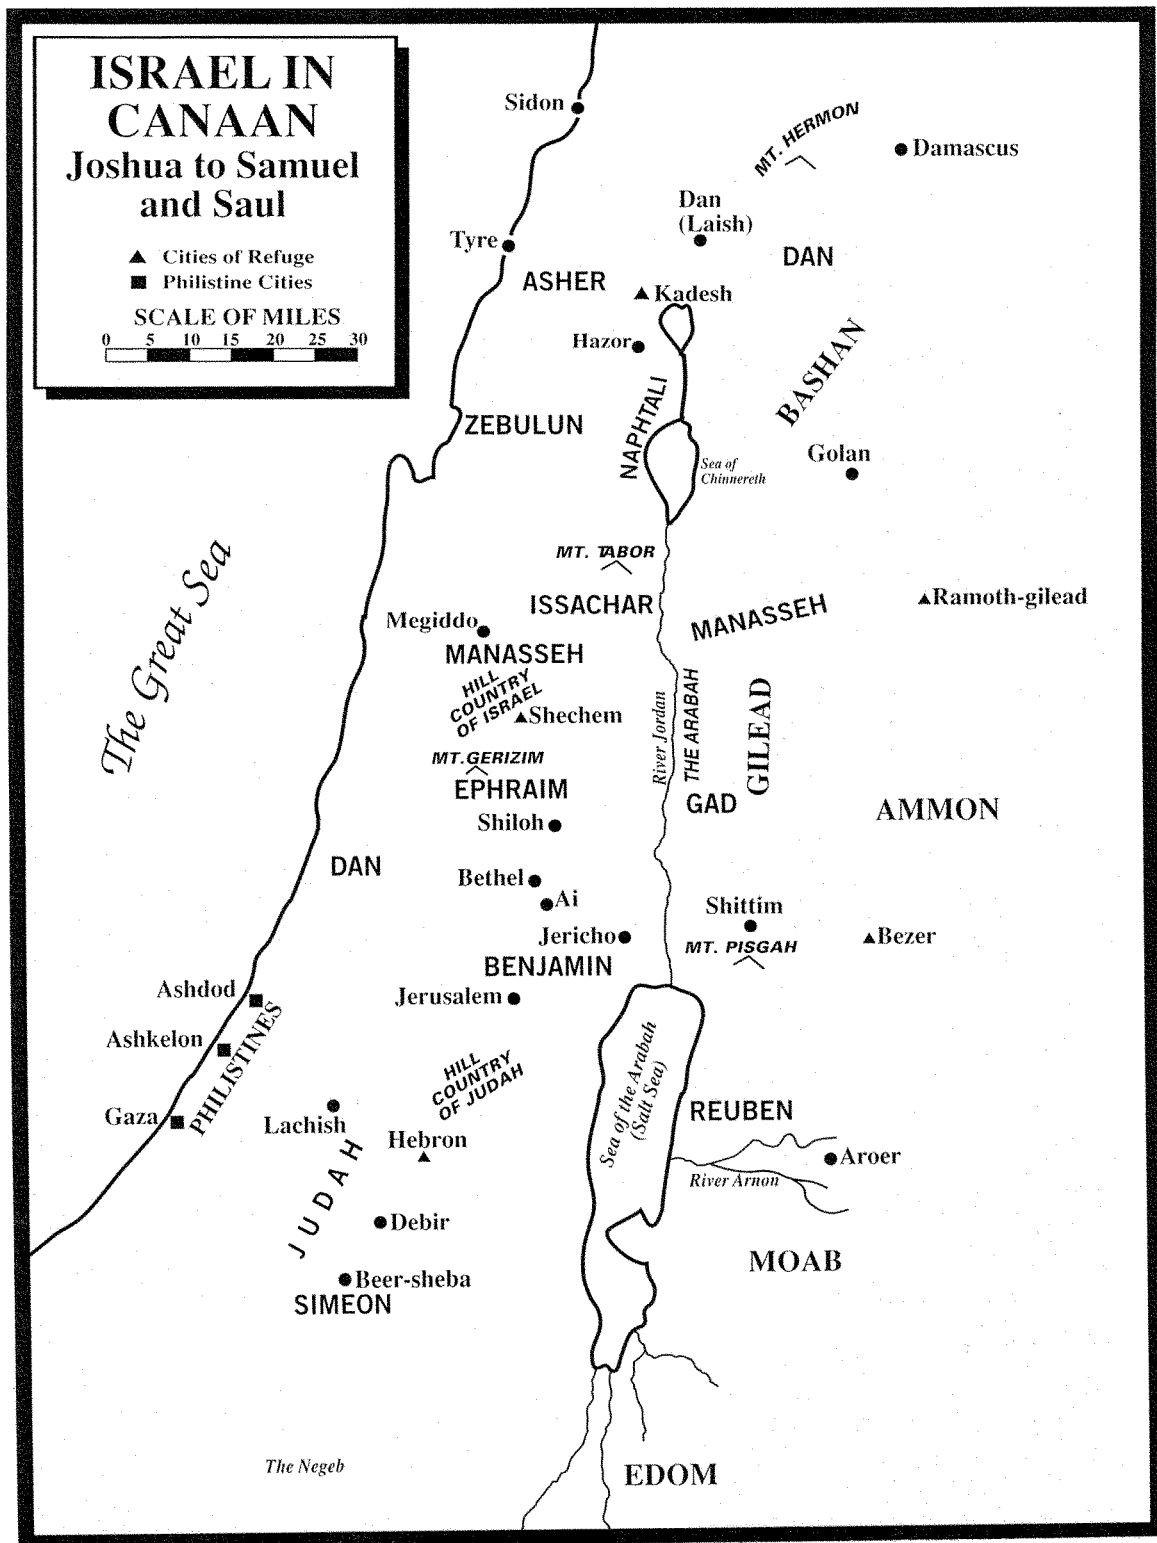 ISRAEL IN
CANAAN
Joshua to Samuel
and Saul
Cities of Refuge
Philistine Cities
SCALE OF MILES
0 5 10 15 20 25 30
Sidon
MT. HERMON
Damascus
Dan
(Laish)
Tyre
DAN
ASHER
Kadesh
Hazor
BASHAN
NAPHTALI
ZEBULUN
Golan
Sea of
Chinnereth
The Great Sea
MT. TABOR
ISSACHAR
MANASSEH
Ramoth-gilead
Megiddo
MANASSEH
HILL
COUNTRY
OF ISRAEL
Shechem
River Jordan
THE ARABAH
GILEAD
MT. GERIZIM
EPHRAIM
GAD
AMMON
Shiloh
DAN
Bethel
Ai
Shittim
Jericho
MT. PISGAH
Bezer
BENJAMIN
Ashdod
Jerusalem
Ashkelon
PHILISTINES
HILL
COUNTRY
OF JUDAH
Sea of the Arabah
(Salt Sea)
Gaza
Lachish
REUBEN
Hebron
JUDAH
Aroer
River Arnon
Debir
MOAB
Beer-sheba
SIMEON
The Negeb
EDOM